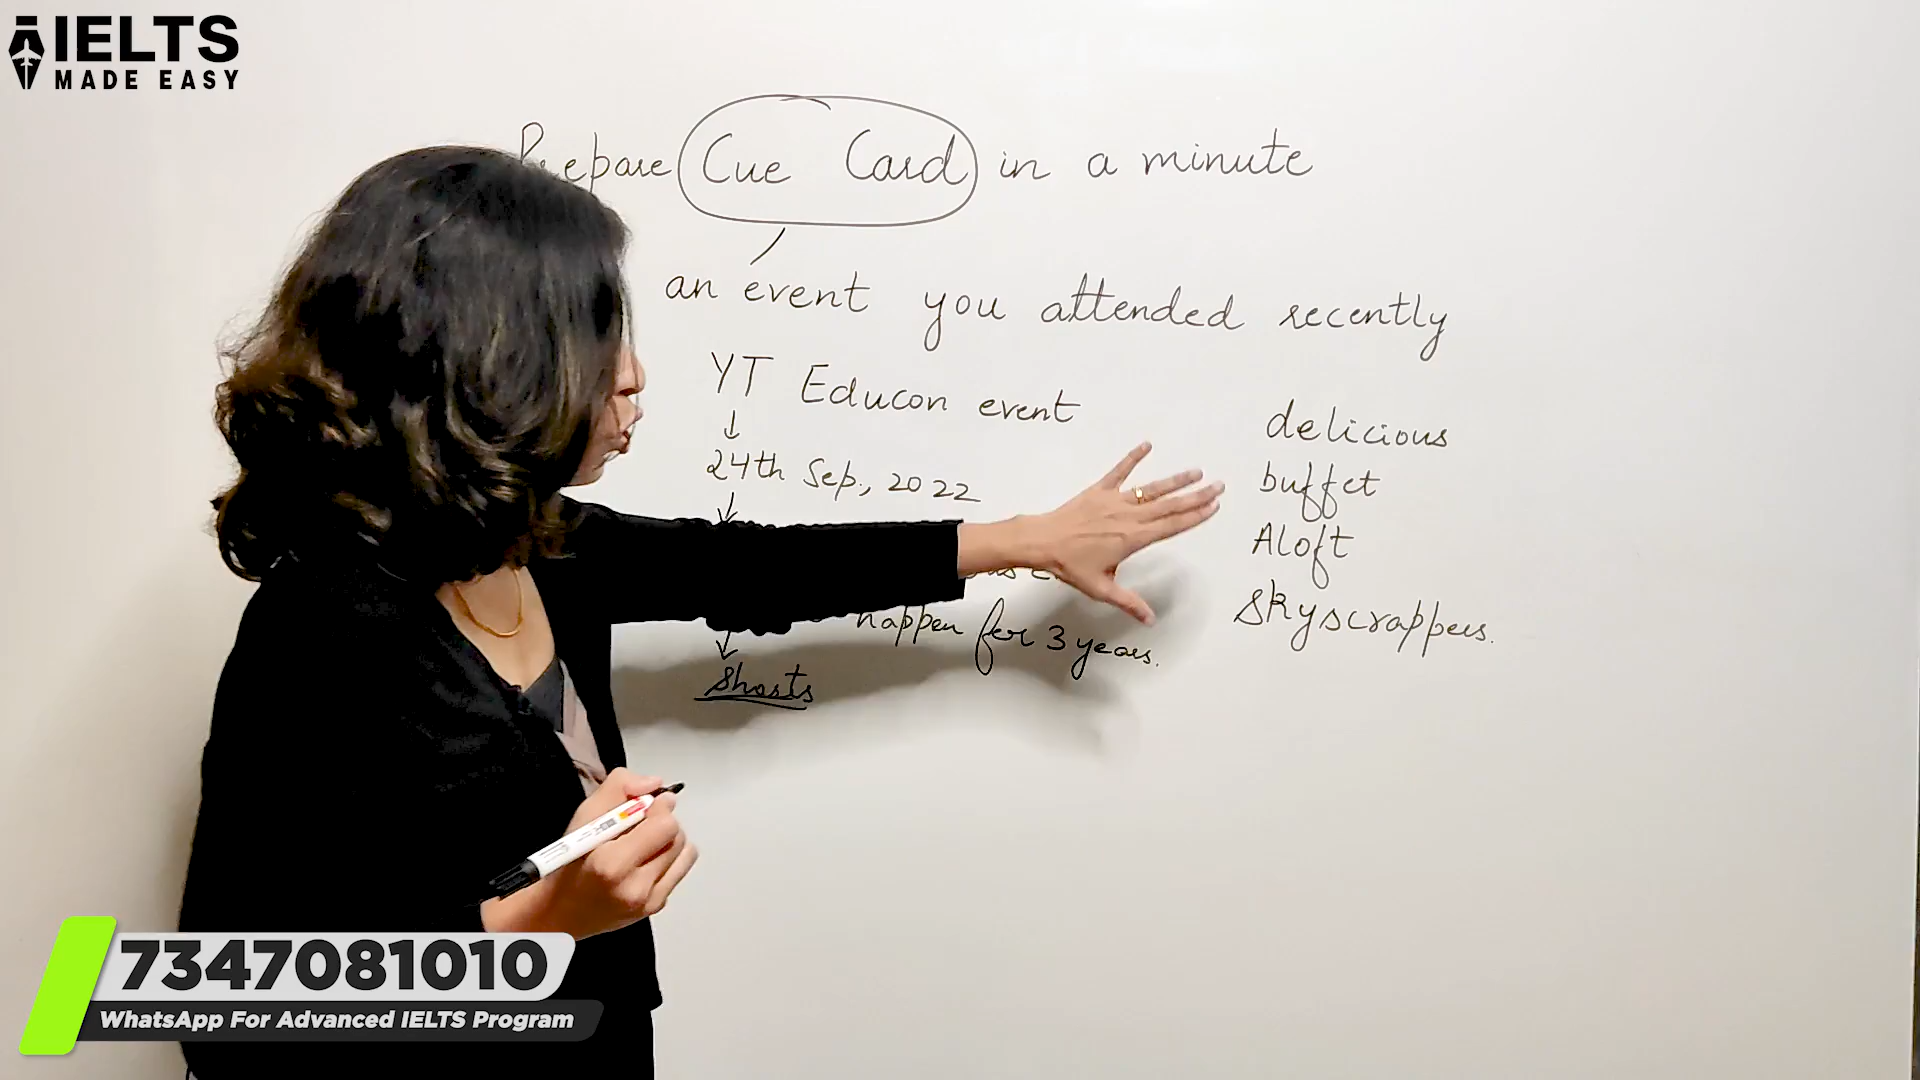 IELTS
MADE EASY
Prepare Cue Card in a minute
an event you attended recently
YT Educon event
↓
24th Sep., 2022
↓
happen for 3 years.
↓
Shorts
delicious
buffet
Aloft
skyscrappers.
7347081010
WhatsApp For Advanced IELTS Program